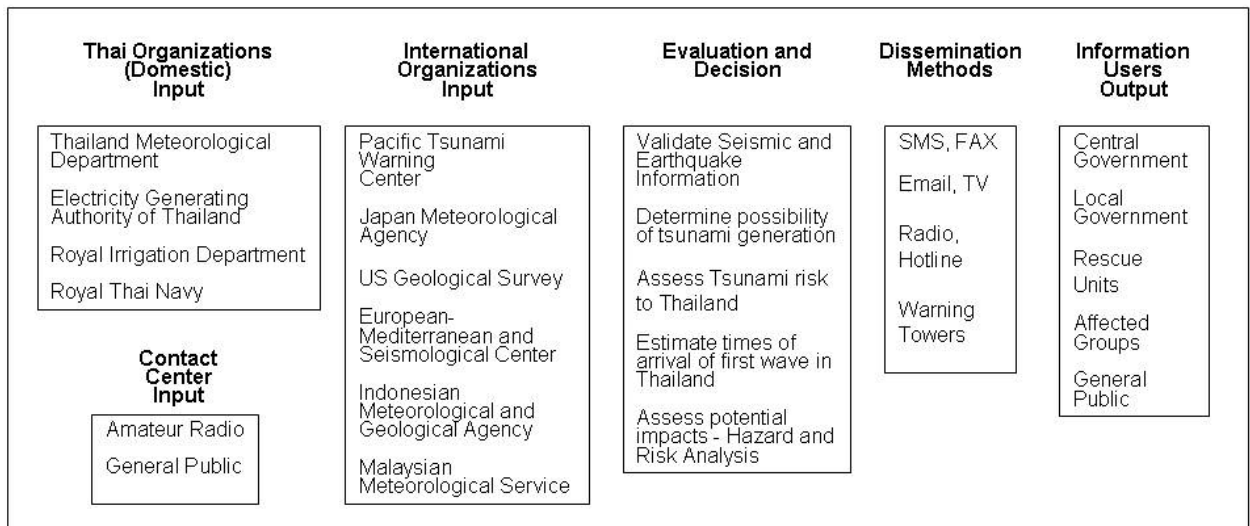 Thai Organizations
(Domestic)
Input
Thailand Meteorological
Department
Electricity Generating
Authority of Thailand
Royal Irrigation Department
Royal Thai Navy
Contact
Center
Input
Amateur Radio
General Public
International
Organizations
Input
Pacific Tsunami
Warning
Center
Japan Meteorological
Agency
US Geological Survey
European-
Mediterranean and
Seismological Center
Indonesian
Meteorological and
Geological Agency
Malaysian
Meteorological Service
Evaluation and
Decision
Validate Seismic and
Earthquake
Information
Determine possibility
of tsunami generation
Assess Tsunami risk
to Thailand
Estimate times of
arrival of first wave in
Thailand
Assess potential
impacts - Hazard and
Risk Analysis
Dissemination
Methods
SMS, FAX
Email, TV
Radio,
Hotline
Warning
Towers
Information
Users
Output
Central
Government
Local
Government
Rescue
Units
Affected
Groups
General
Public